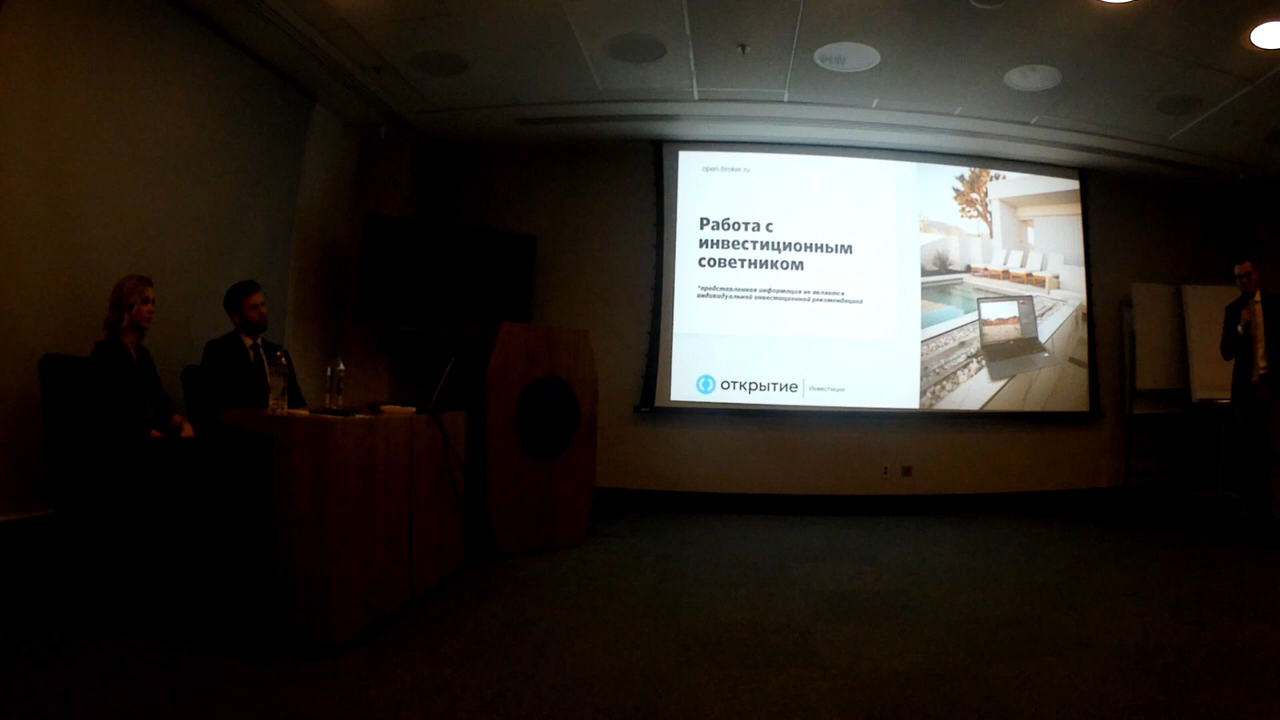 open-broker.ru
Работа с
инвестиционным
советником
*представленная информация не является
индивидуальной инвестиционной рекомендацией
открытие
Инвестиции